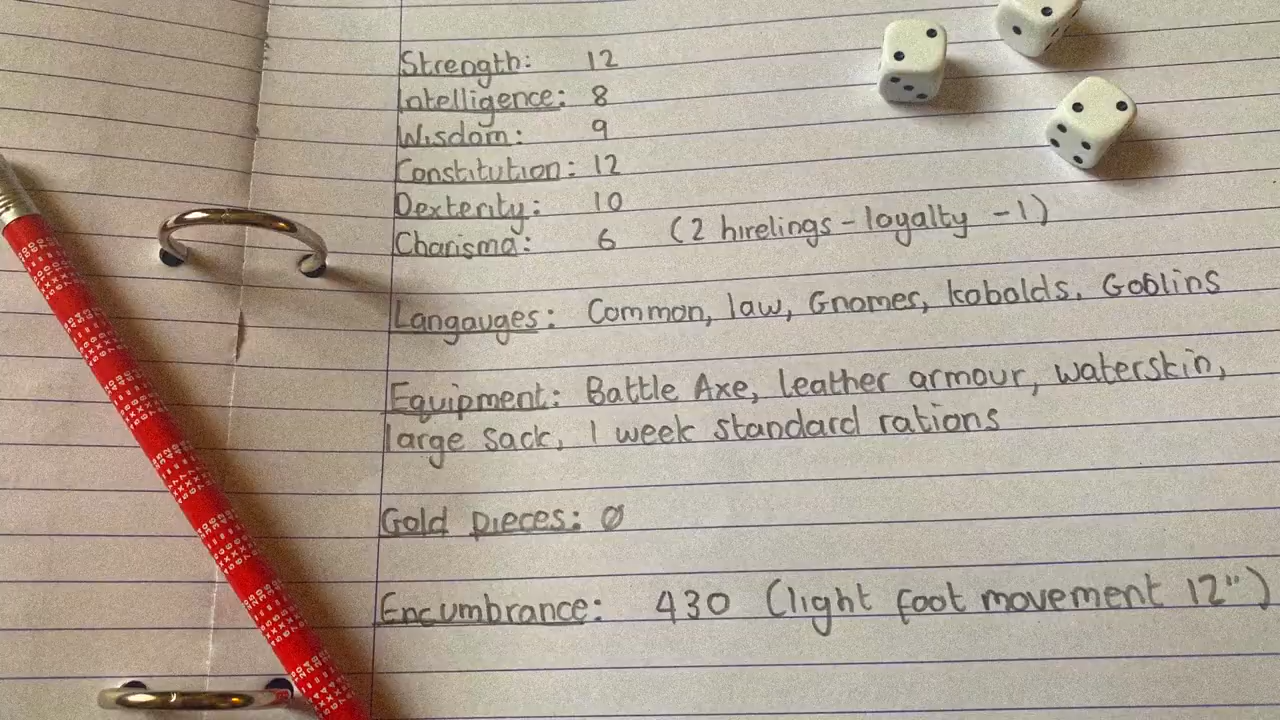 Strength: 12
Intelligence: 8
Wisdom: 9
Constitution: 12
Dexterity: 10
Charisma: 6 (2 hirelings - loyalty -1)
Langauges: Common, law, Gnomes, kobolds, Goblins
Equipment: Battle Axe, leather armour, waterskin,
large sack, 1 week standard rations
Gold pieces: 0
Encumbrance: 430 (light foot movement 12")